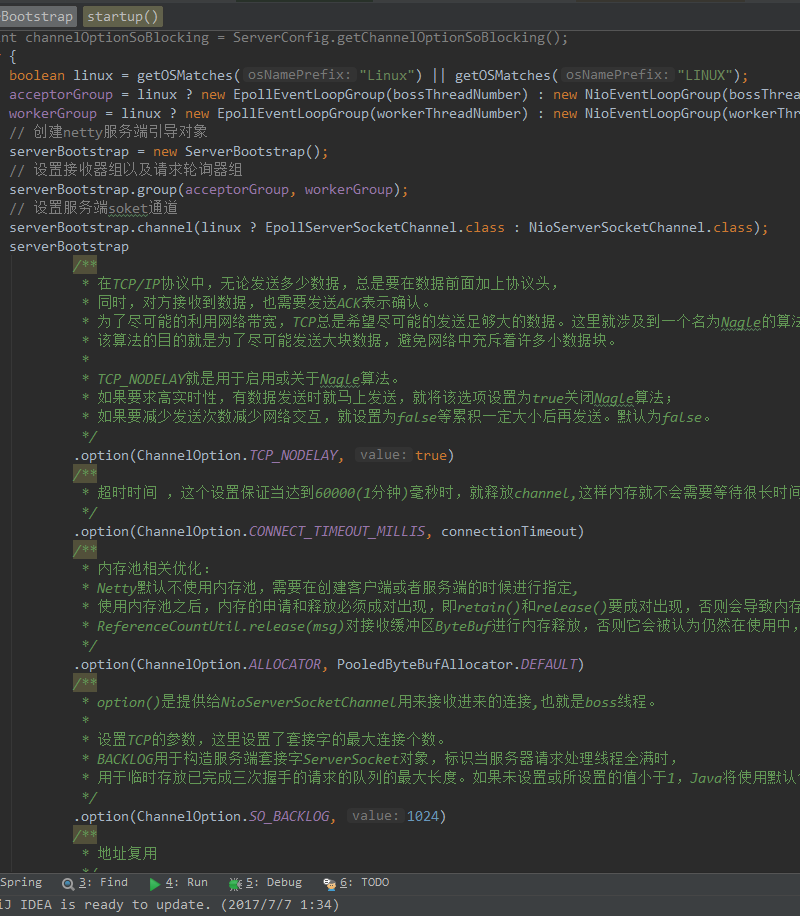 Bootstrap startup()
nt channelOptionSoBlocking = ServerConfig.getChannelOptionSoBlocking();
{
boolean linux = getOSMatches( osNamePrefix: "Linux") || getOSMatches( osNamePrefix: "LINUX");
acceptorGroup = linux ? new EpollEventLoopGroup(bossThreadNumber) : new NioEventLoopGroup(bossThrea
workerGroup = linux ? new EpollEventLoopGroup(workerThreadNumber) : new NioEventLoopGroup(workerThr
// 创建netty服务端引导对象
serverBootstrap = new ServerBootstrap();
// 设置接收器组以及请求轮询器组
serverBootstrap.group(acceptorGroup, workerGroup);
// 设置服务端soket通道
serverBootstrap.channel(linux ? EpollServerSocketChannel.class : NioServerSocketChannel.class);
serverBootstrap
/**
* 在TCP/IP协议中，无论发送多少数据，总是要在数据前面加上协议头，
* 同时，对方接收到数据，也需要发送ACK表示确认。
* 为了尽可能的利用网络带宽，TCP总是希望尽可能的发送足够大的数据。这里就涉及到一个名为Nagle的算法
* 该算法的目的就是为了尽可能发送大块数据，避免网络中充斥着许多小数据块。
*
* TCP_NODELAY就是用于启用或关于Nagle算法。
* 如果要求高实时性，有数据发送时就马上发送，就将该选项设置为true关闭Nagle算法；
* 如果要减少发送次数减少网络交互，就设置为false等累积一定大小后再发送。默认为false。
*/
.option(ChannelOption.TCP_NODELAY, value: true)
/**
* 超时时间 ，这个设置保证当达到60000(1分钟)毫秒时，就释放channel,这样内存就不会需要等待很长时间
*/
.option(ChannelOption.CONNECT_TIMEOUT_MILLIS, connectionTimeout)
/**
* 内存池相关优化：
* Netty默认不使用内存池，需要在创建客户端或者服务端的时候进行指定，
* 使用内存池之后，内存的申请和释放必须成对出现，即retain()和release()要成对出现，否则会导致内存
* ReferenceCountUtil.release(msg)对接收缓冲区ByteBuf进行内存释放，否则它会被认为仍然在使用中，
*/
.option(ChannelOption.ALLOCATOR, PooledByteBufAllocator.DEFAULT)
/**
* option()是提供给NioServerSocketChannel用来接收进来的连接,也就是boss线程。
*
* 设置TCP的参数，这里设置了套接字的最大连接个数。
* BACKLOG用于构造服务端套接字ServerSocket对象，标识当服务器请求处理线程全满时，
* 用于临时存放已完成三次握手的请求的队列的最大长度。如果未设置或所设置的值小于1，Java将使用默认
*/
.option(ChannelOption.SO_BACKLOG, value: 1024)
/**
* 地址复用
*/
Spring 3: Find 4: Run 5: Debug 6: TODO
iJ IDEA is ready to update. (2017/7/7 1:34)